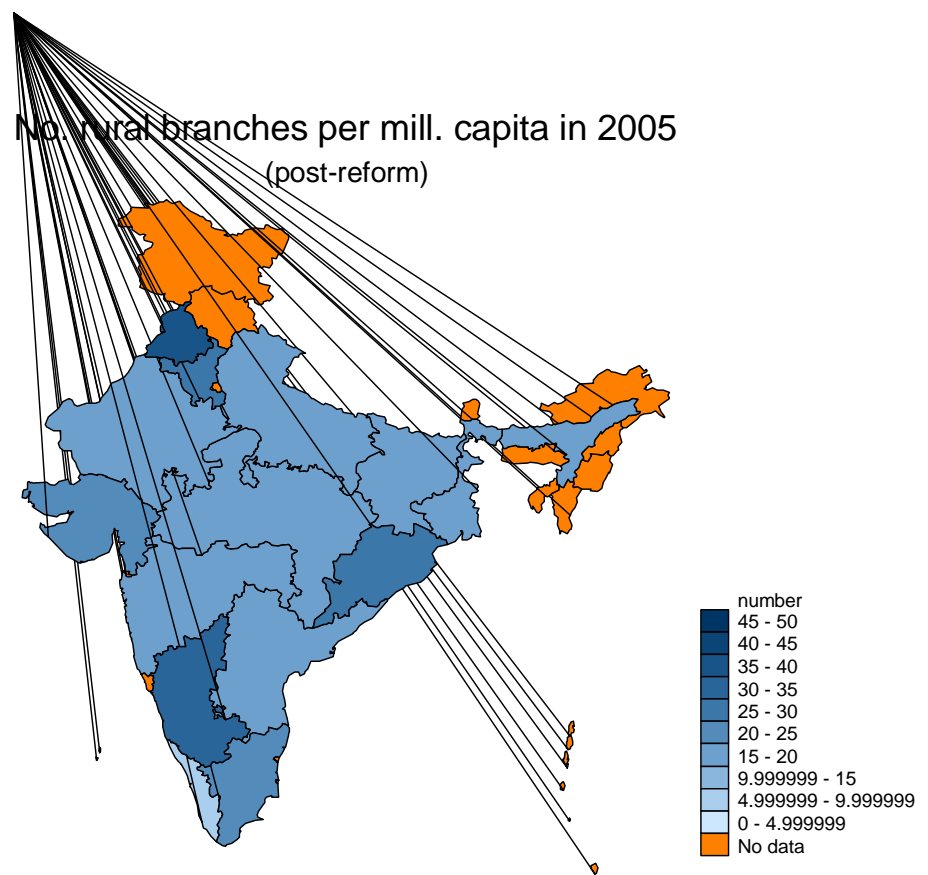 No. rural branches per mill. capita in 2005
(post-reform)
number
45 - 50
40 - 45
35 - 40
30 - 35
25 - 30
20 - 25
15 - 20
9.999999 - 15
4.999999 - 9.999999
0 - 4.999999
No data